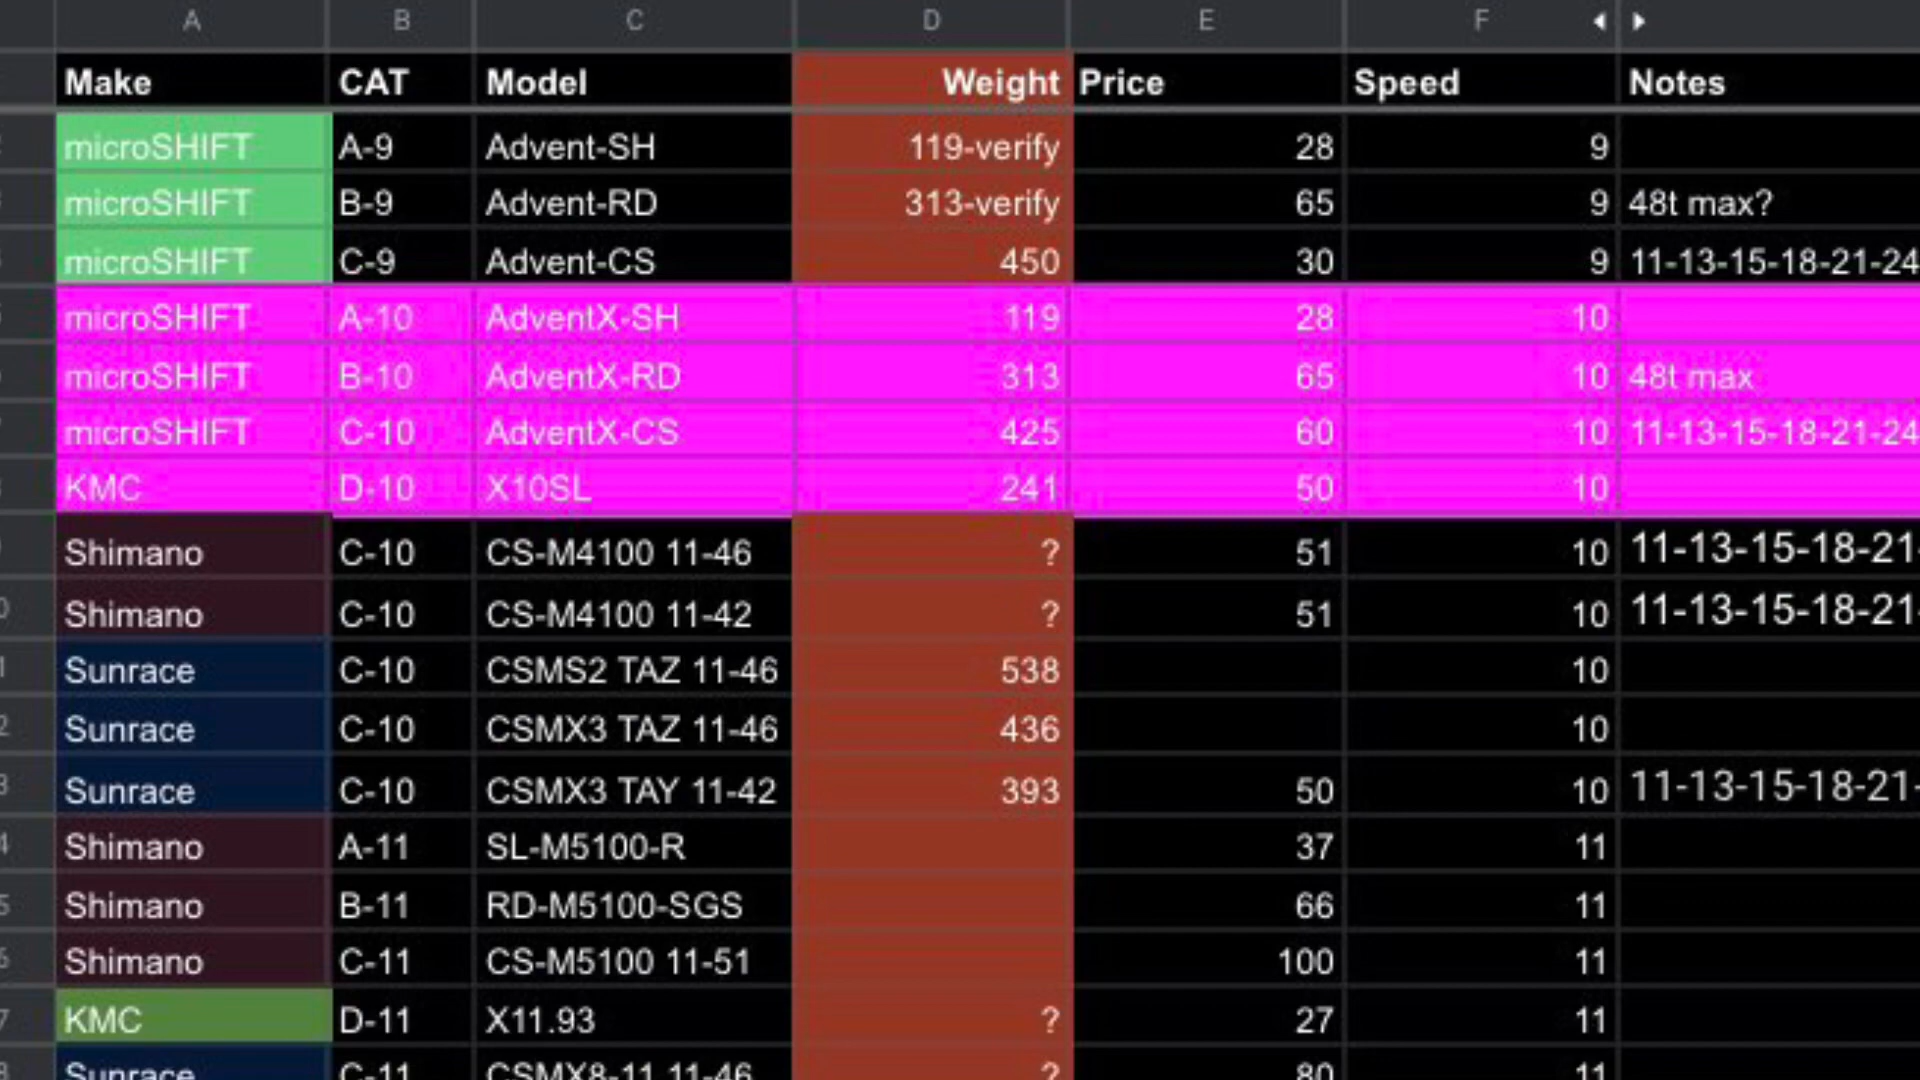 A B C D E F
Make CAT Model Weight Price Speed Notes
microSHIFT A-9 Advent-SH 119-verify 28 9
microSHIFT B-9 Advent-RD 313-verify 65 9 48t max?
microSHIFT C-9 Advent-CS 450 30 9 11-13-15-18-21-24
microSHIFT A-10 AdventX-SH 119 28 10
microSHIFT B-10 AdventX-RD 313 65 10 48t max
microSHIFT C-10 AdventX-CS 425 60 10 11-13-15-18-21-24
KMC D-10 X10SL 241 50 10
Shimano C-10 CS-M4100 11-46 ? 51 10 11-13-15-18-21-
Shimano C-10 CS-M4100 11-42 ? 51 10 11-13-15-18-21-
Sunrace C-10 CSMS2 TAZ 11-46 538 10
Sunrace C-10 CSMX3 TAZ 11-46 436 10
Sunrace C-10 CSMX3 TAY 11-42 393 50 10 11-13-15-18-21-
Shimano A-11 SL-M5100-R 37 11
Shimano B-11 RD-M5100-SGS 66 11
Shimano C-11 CS-M5100 11-51 100 11
KMC D-11 X11.93 ? 27 11
Sunrace C-11 CSMX8-11 11-46 ? 80 11